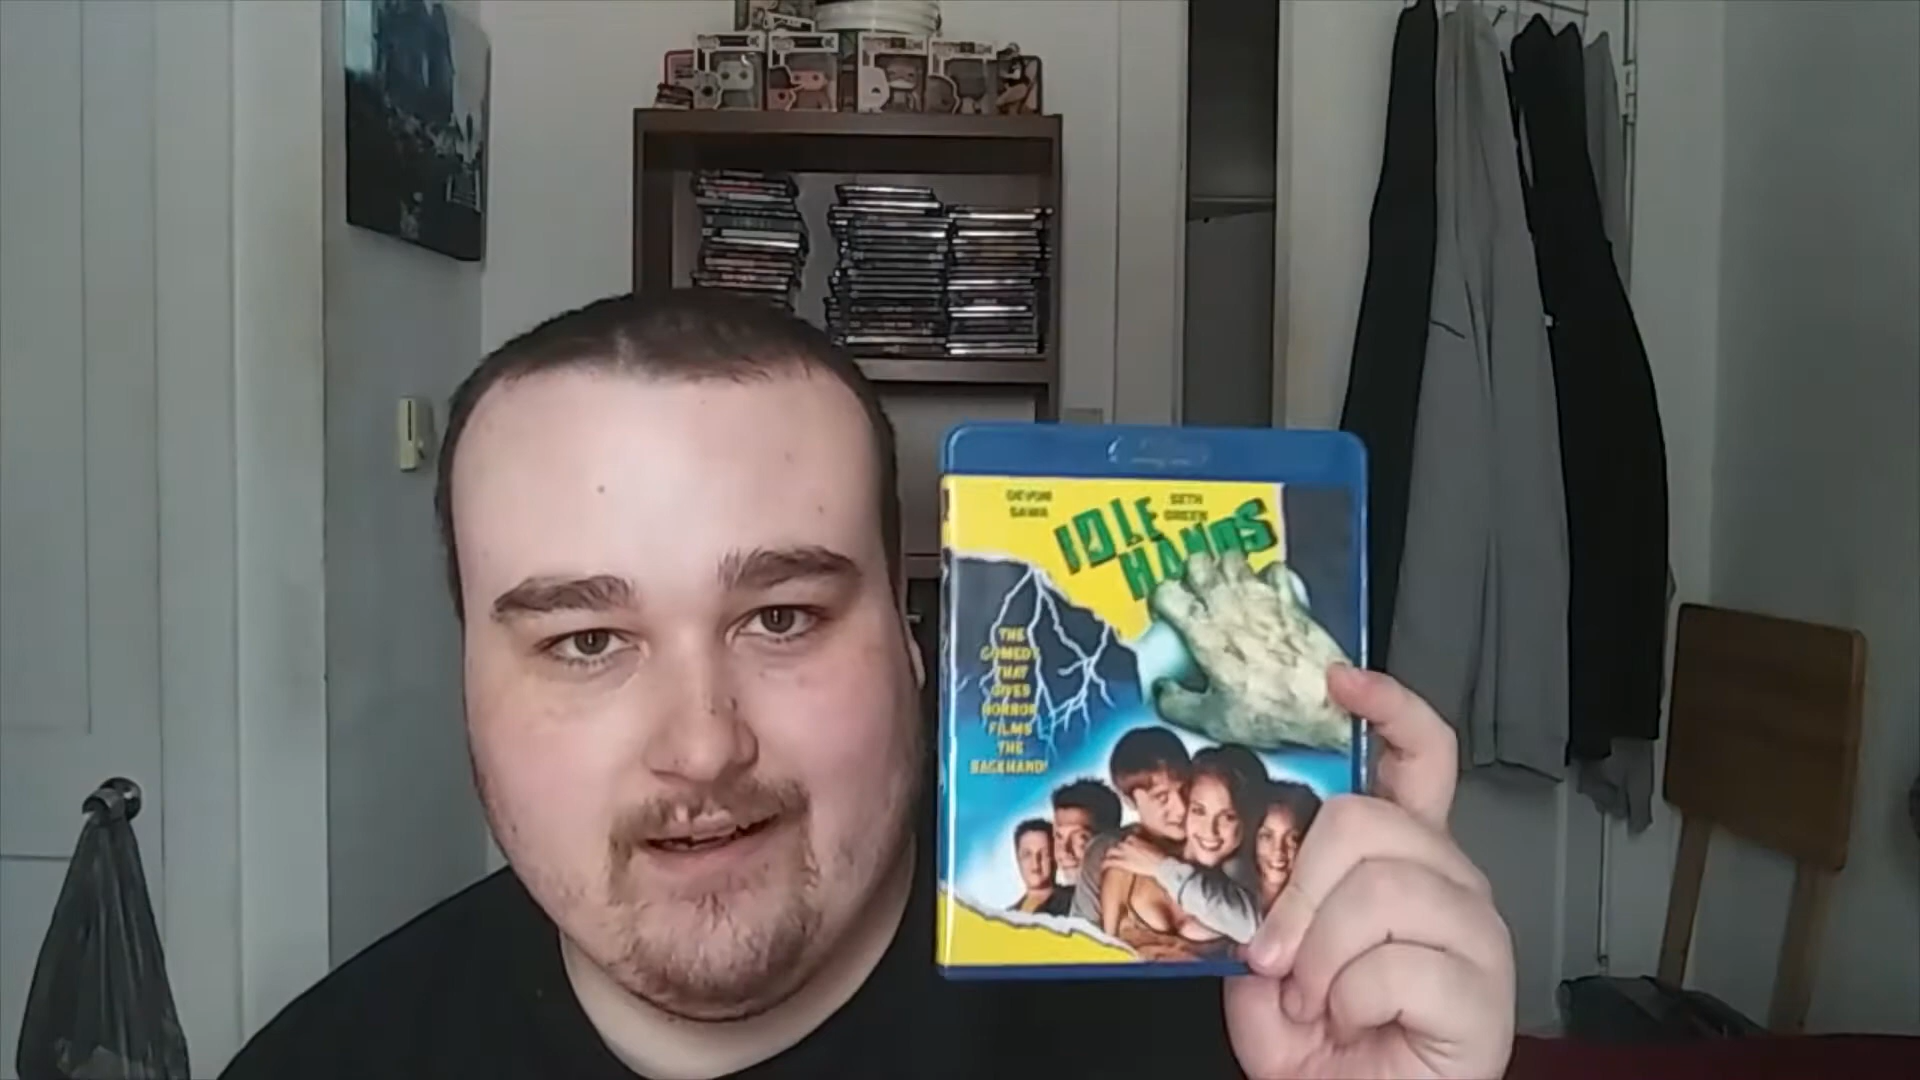 DEVON
SAWA
SETH
GREEN
IDLE
HANDS
THE
COMEDY
THAT
GIVES
HORROR
FILMS
THE
BACKHAND!